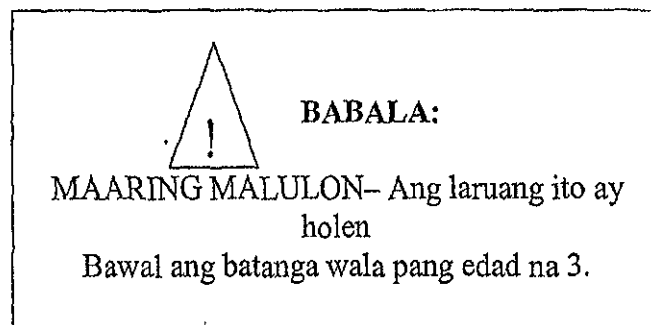 ! BABALA:
MAARING MALULON– Ang laruang ito ay
holen
Bawal ang batanga wala pang edad na 3.